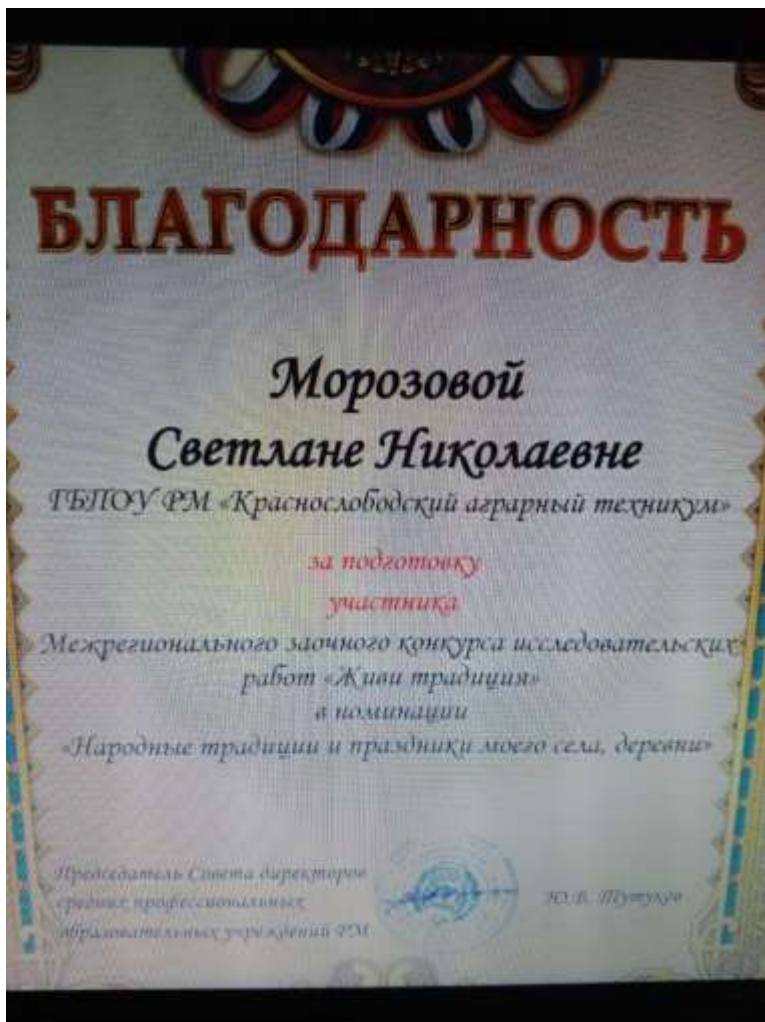 БЛАГОДАРНОСТЬ
Морозовой
Светлане Николаевне
ГБПОУ РМ «Краснослободский аграрный техникум»
за подготовку
участника
Межрегионального заочного конкурса исследовательских
работ «Живи традиция»
в номинации
«Народные традиции и праздники моего села, деревни»
Председатель Совета директоров
средних профессиональных
образовательных учреждений РМ
Ю.В. Тутуков